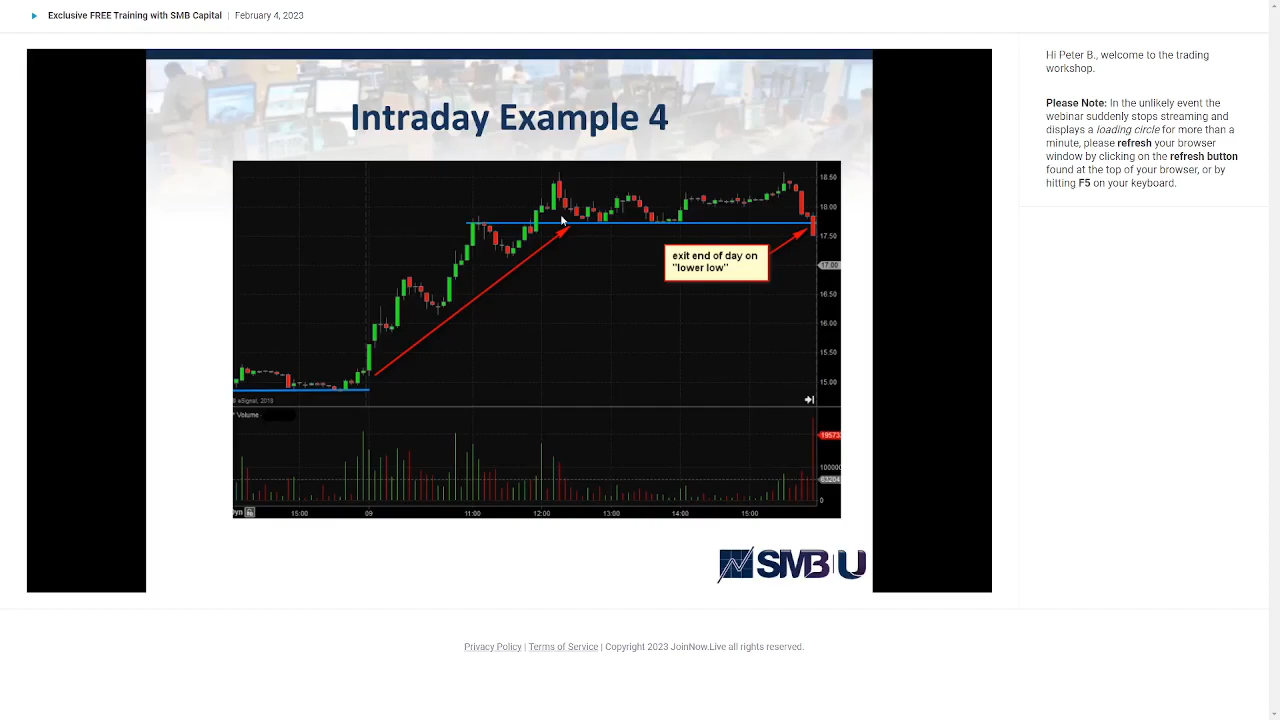 Exclusive FREE Training with SMB Capital | February 4, 2023
Hi Peter B., welcome to the trading
workshop.
Please Note: In the unlikely event the
webinar suddenly stops streaming and
displays a loading circle for more than a
minute, please refresh your browser
window by clicking on the refresh button
found at the top of your browser, or by
hitting F5 on your keyboard.
Intraday Example 4
18.50
18.00
17.50
17.00
16.50
16.00
15.50
15.00
exit end of day on
"lower low"
© eSignal, 2019
Volume
19573
100000
83204
0
Dyn
15:00 09 11:00 12:00 13:00 14:00 15:00
SMB U
Privacy Policy | Terms of Service | Copyright 2023 JoinNow.Live all rights reserved.